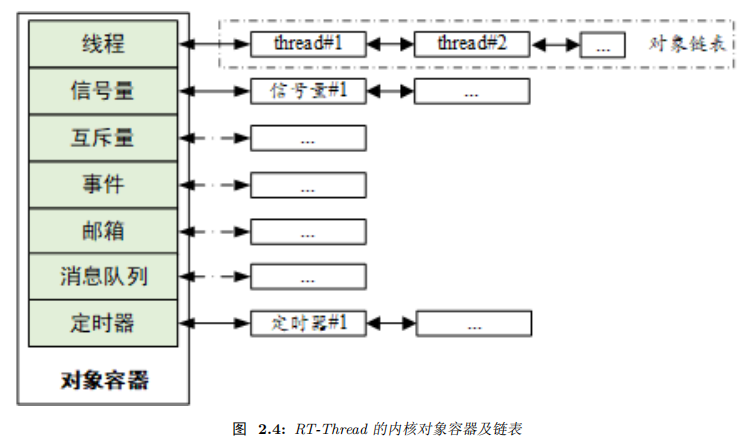 线程 thread#1 thread#2 ... 对象链表
信号量 信号量#1 ...
互斥量 ...
事件 ...
邮箱 ...
消息队列 ...
定时器 定时器#1 ...
对象容器
图 2.4: RT-Thread 的内核对象容器及链表